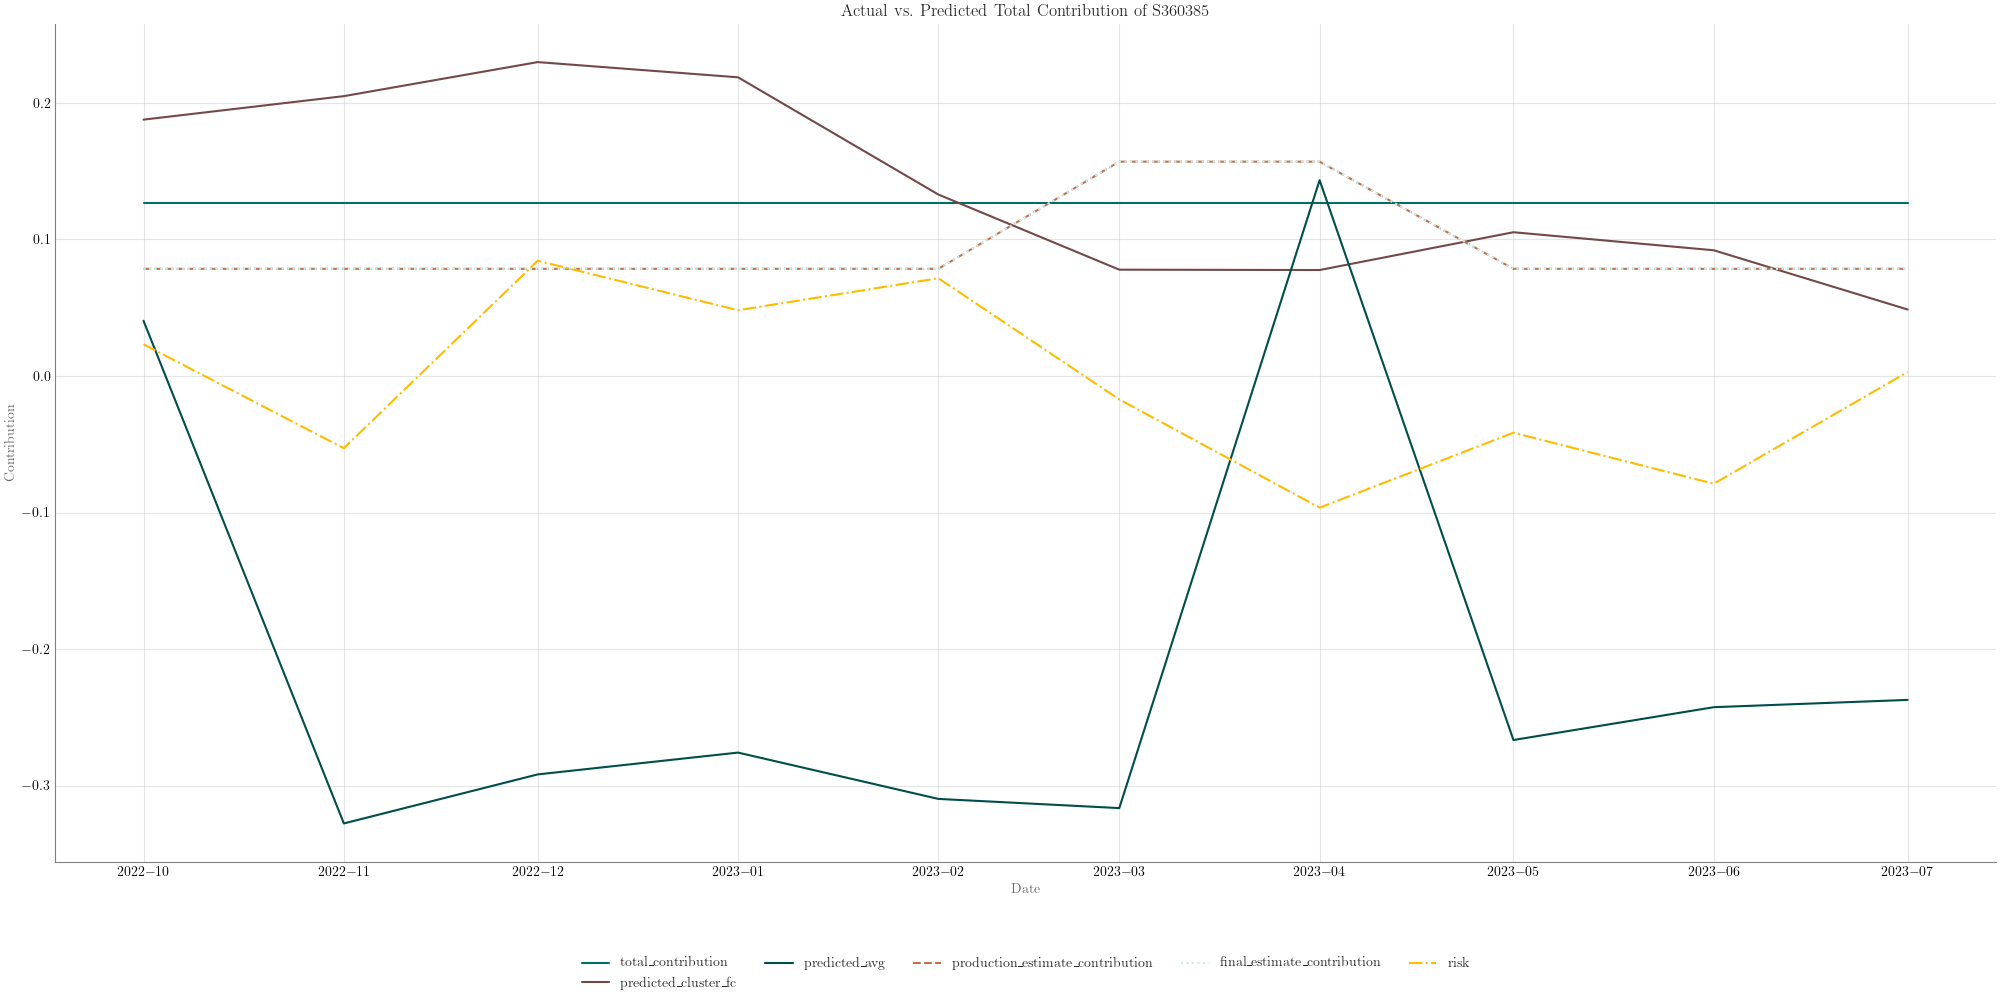 Actual vs. Predicted Total Contribution of S360385
Contribution
0.2
0.1
0.0
−0.1
−0.2
−0.3
2022−10 2022−11 2022−12 2023−01 2023−02 2023−03 2023−04 2023−05 2023−06 2023−07
Date
total_contribution predicted_avg production_estimate_contribution final_estimate_contribution risk
predicted_cluster_fc